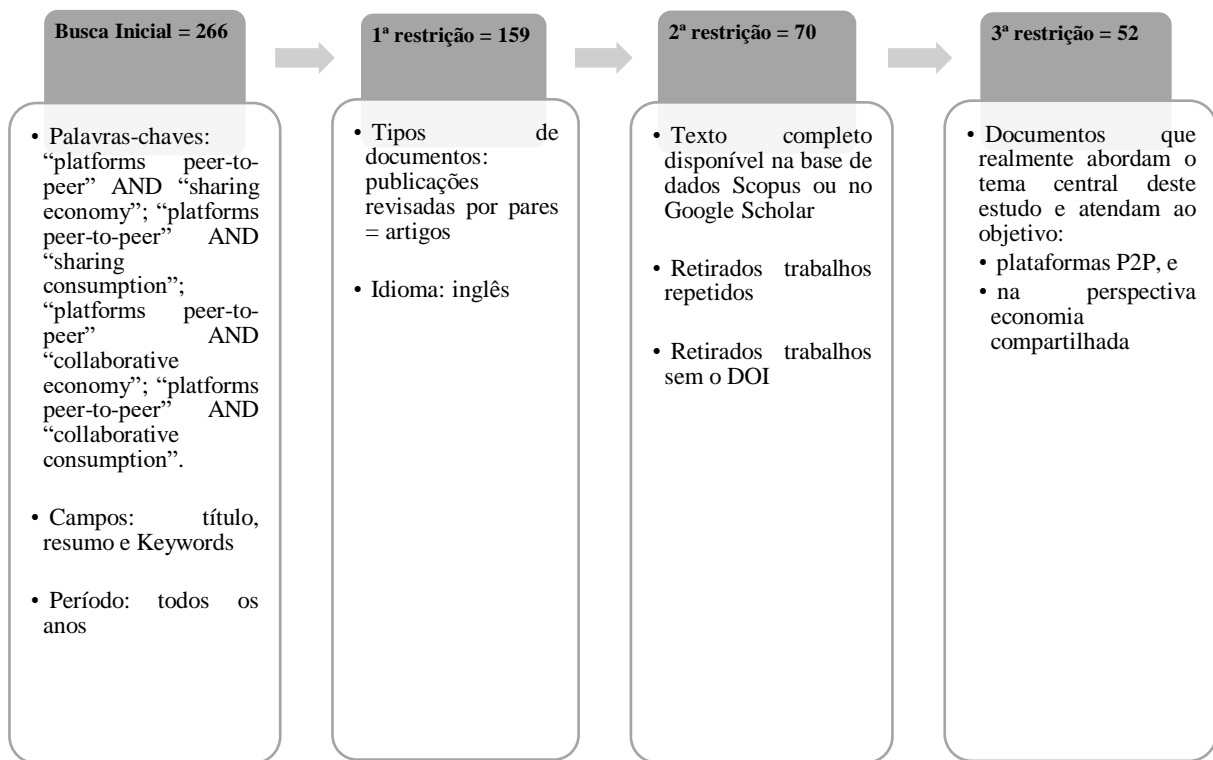 Busca Inicial = 266
• Palavras-chaves:
“platforms peer-to-
peer” AND “sharing
economy”; “platforms
peer-to-peer” AND
“sharing
consumption”;
“platforms peer-to-
peer” AND
“collaborative
economy”; “platforms
peer-to-peer” AND
“collaborative
consumption”.
• Campos: título,
resumo e Keywords
• Período: todos os
anos
1ª restrição = 159
• Tipos de
documentos:
publicações
revisadas por pares
= artigos
• Idioma: inglês
2ª restrição = 70
• Texto completo
disponível na base de
dados Scopus ou no
Google Scholar
• Retirados trabalhos
repetidos
• Retirados trabalhos
sem o DOI
3ª restrição = 52
• Documentos que
realmente abordam o
tema central deste
estudo e atendam ao
objetivo:
• plataformas P2P, e
• na perspectiva
economia
compartilhada